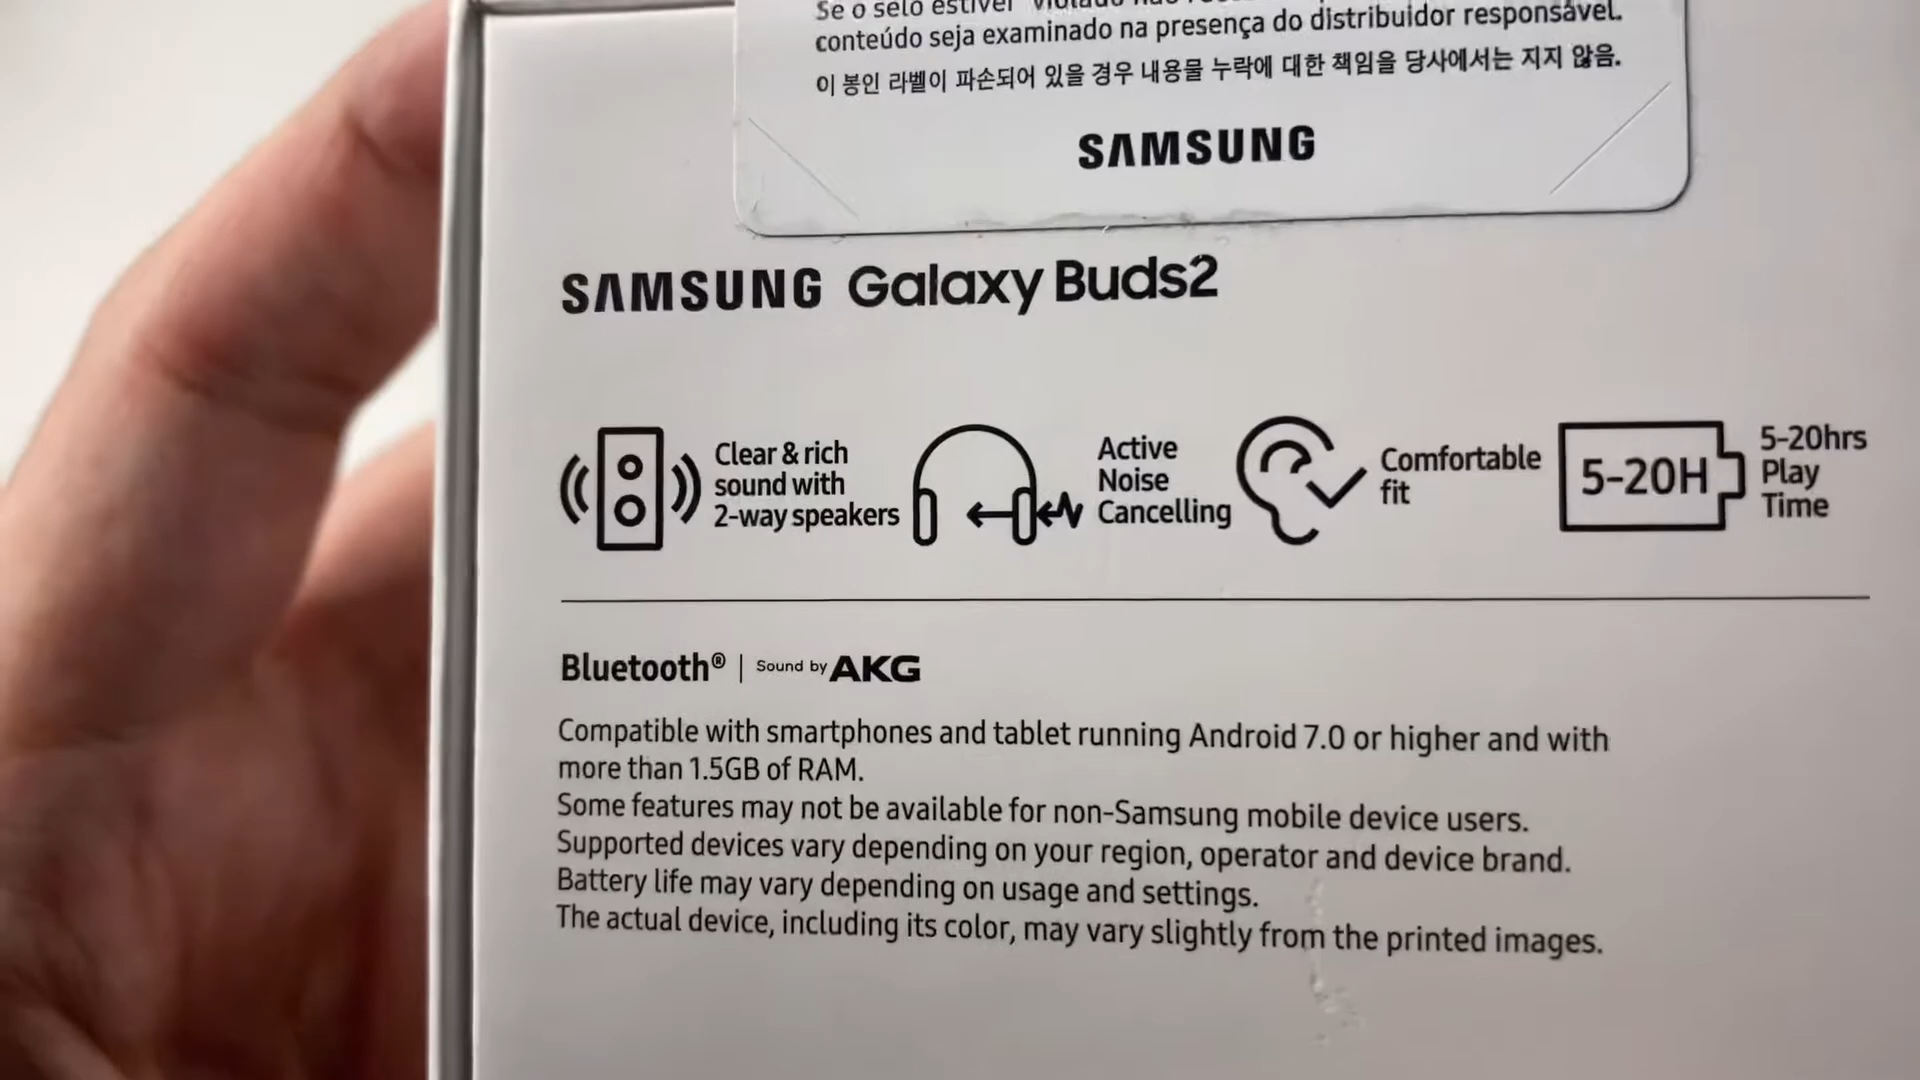 Se o selo estiver violado não
conteúdo seja examinado na presença do distribuidor responsável.
이 봉인 라벨이 파손되어 있을 경우 내용물 누락에 대한 책임을 당사에서는 지지 않음.
SAMSUNG
SAMSUNG Galaxy Buds2
Clear & rich
sound with
2-way speakers
Active
Noise
Cancelling
Comfortable
fit
5-20H
5-20hrs
Play
Time
Bluetooth® | Sound by AKG
Compatible with smartphones and tablet running Android 7.0 or higher and with
more than 1.5GB of RAM.
Some features may not be available for non-Samsung mobile device users.
Supported devices vary depending on your region, operator and device brand.
Battery life may vary depending on usage and settings.
The actual device, including its color, may vary slightly from the printed images.